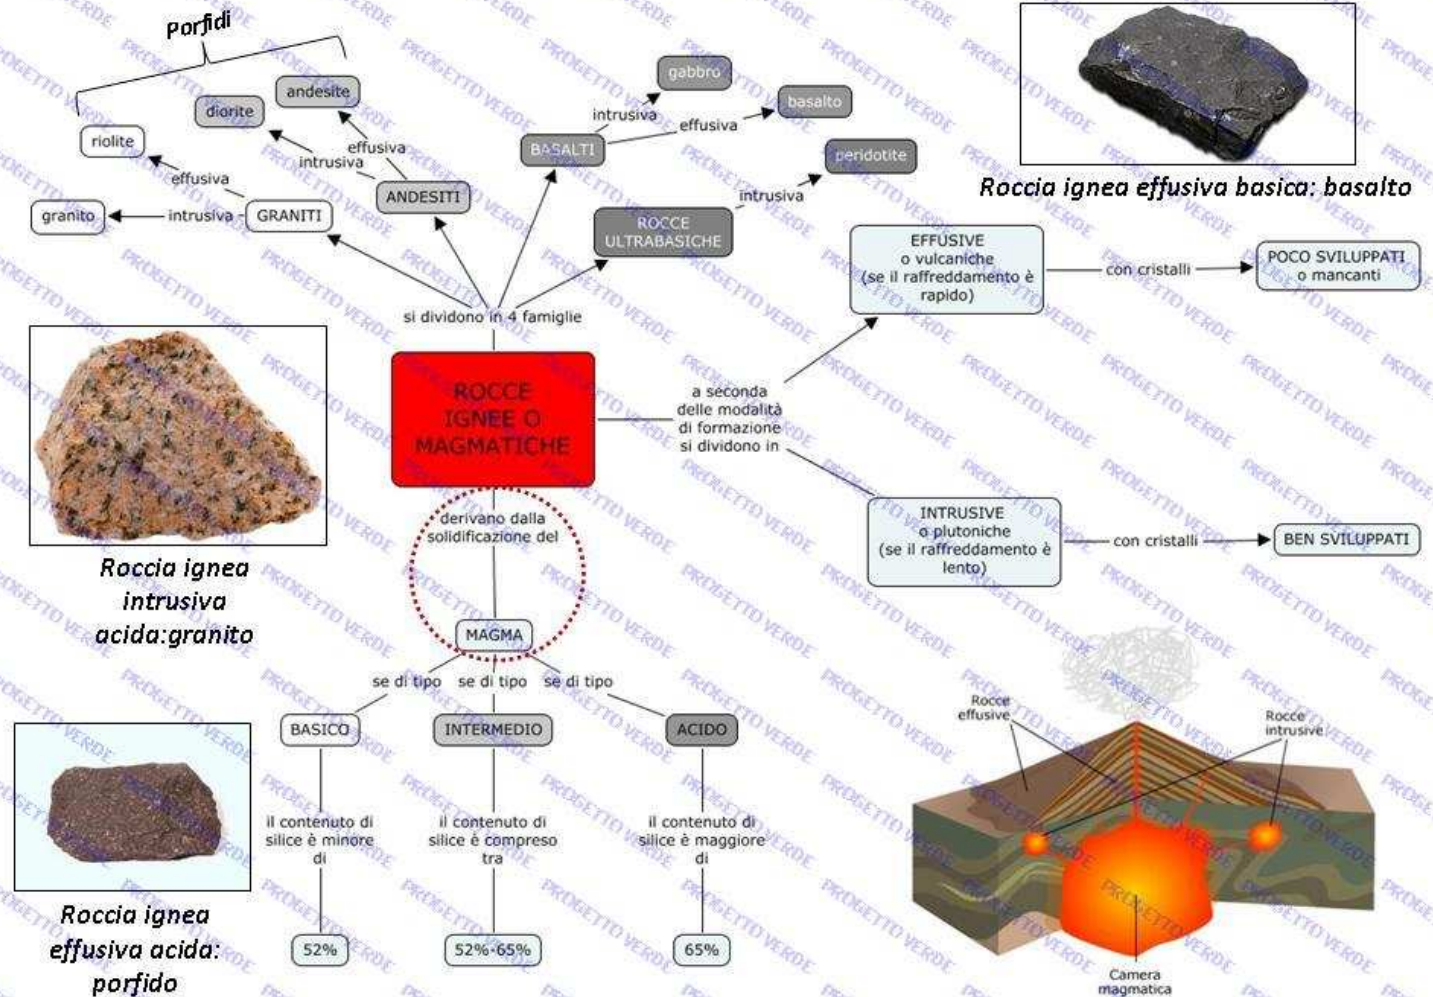 Porfidi
andesite
diorite
riolite
granito
effusiva
intrusiva
effusiva
intrusiva
GRANITI
ANDESITI
gabbro
basalto
intrusiva
effusiva
BASALTI
peridotite
intrusiva
ROCCE
ULTRABASICHE
si dividono in 4 famiglie
Roccia ignea effusiva basica: basalto
EFFUSIVE
o vulcaniche
(se il raffreddamento è
rapido)
con cristalli
POCO SVILUPPATI
o mancanti
ROCCE
IGNEE O
MAGMATICHE
a seconda
delle modalità
di formazione
si dividono in
INTRUSIVE
o plutoniche
(se il raffreddamento è
lento)
con cristalli
BEN SVILUPPATI
Roccia ignea
intrusiva
acida:granito
derivano dalla
solidificazione del
MAGMA
se di tipo
se di tipo
se di tipo
BASICO
INTERMEDIO
ACIDO
il contenuto di
silice è minore
di
il contenuto di
silice è compreso
tra
il contenuto di
silice è maggiore
di
52%
52%-65%
65%
Roccia ignea
effusiva acida:
porfido
Rocce
effusive
Rocce
intrusive
Camera
magmatica
PROGETTO VERDE